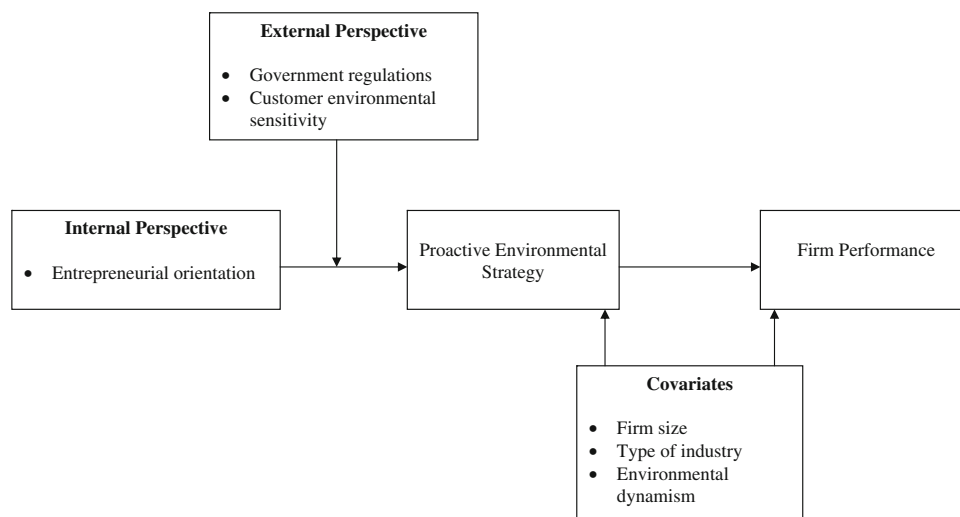 External Perspective
• Government regulations
• Customer environmental
sensitivity
Internal Perspective
• Entrepreneurial orientation
Proactive Environmental
Strategy
Firm Performance
Covariates
• Firm size
• Type of industry
• Environmental
dynamism